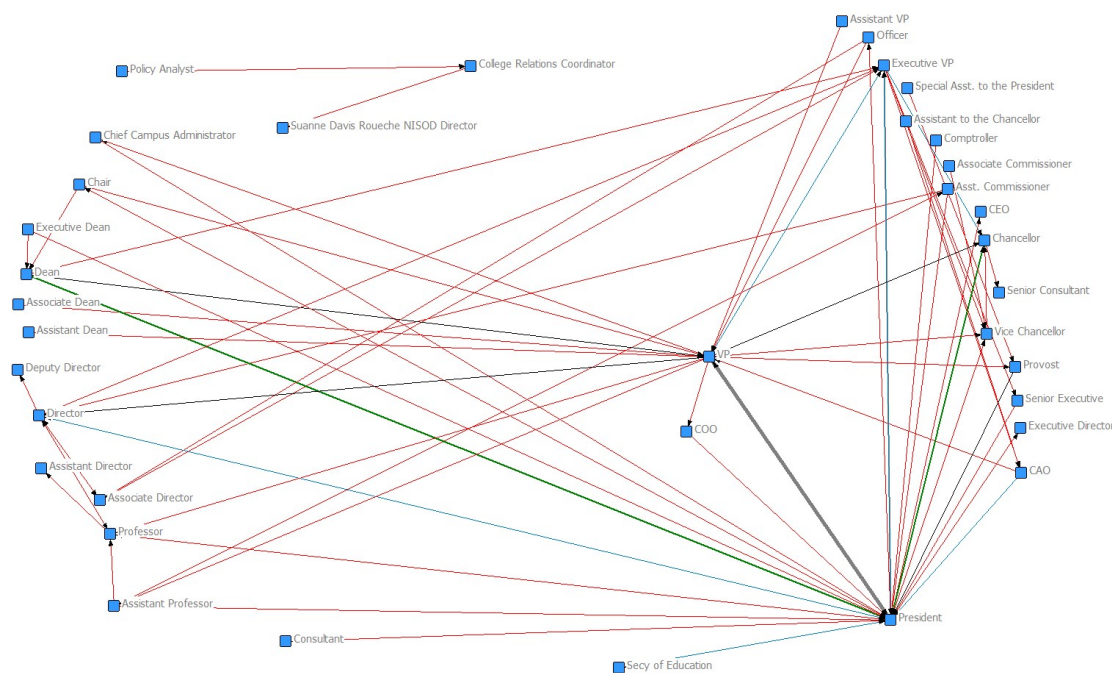 Assistant VP
Officer
Executive VP
Policy Analyst
College Relations Coordinator
Special Asst. to the President
Assistant to the Chancellor
Suanne Davis Roueche NISOD Director
Chief Campus Administrator
Comptroller
Associate Commissioner
Chair
Asst. Commissioner
CEO
Executive Dean
Chancellor
Dean
Senior Consultant
Associate Dean
Assistant Dean
Vice Chancellor
VP
Provost
Deputy Director
Senior Executive
Director
Executive Director
COO
Assistant Director
CAO
Associate Director
Professor
Assistant Professor
President
Consultant
Secy of Education